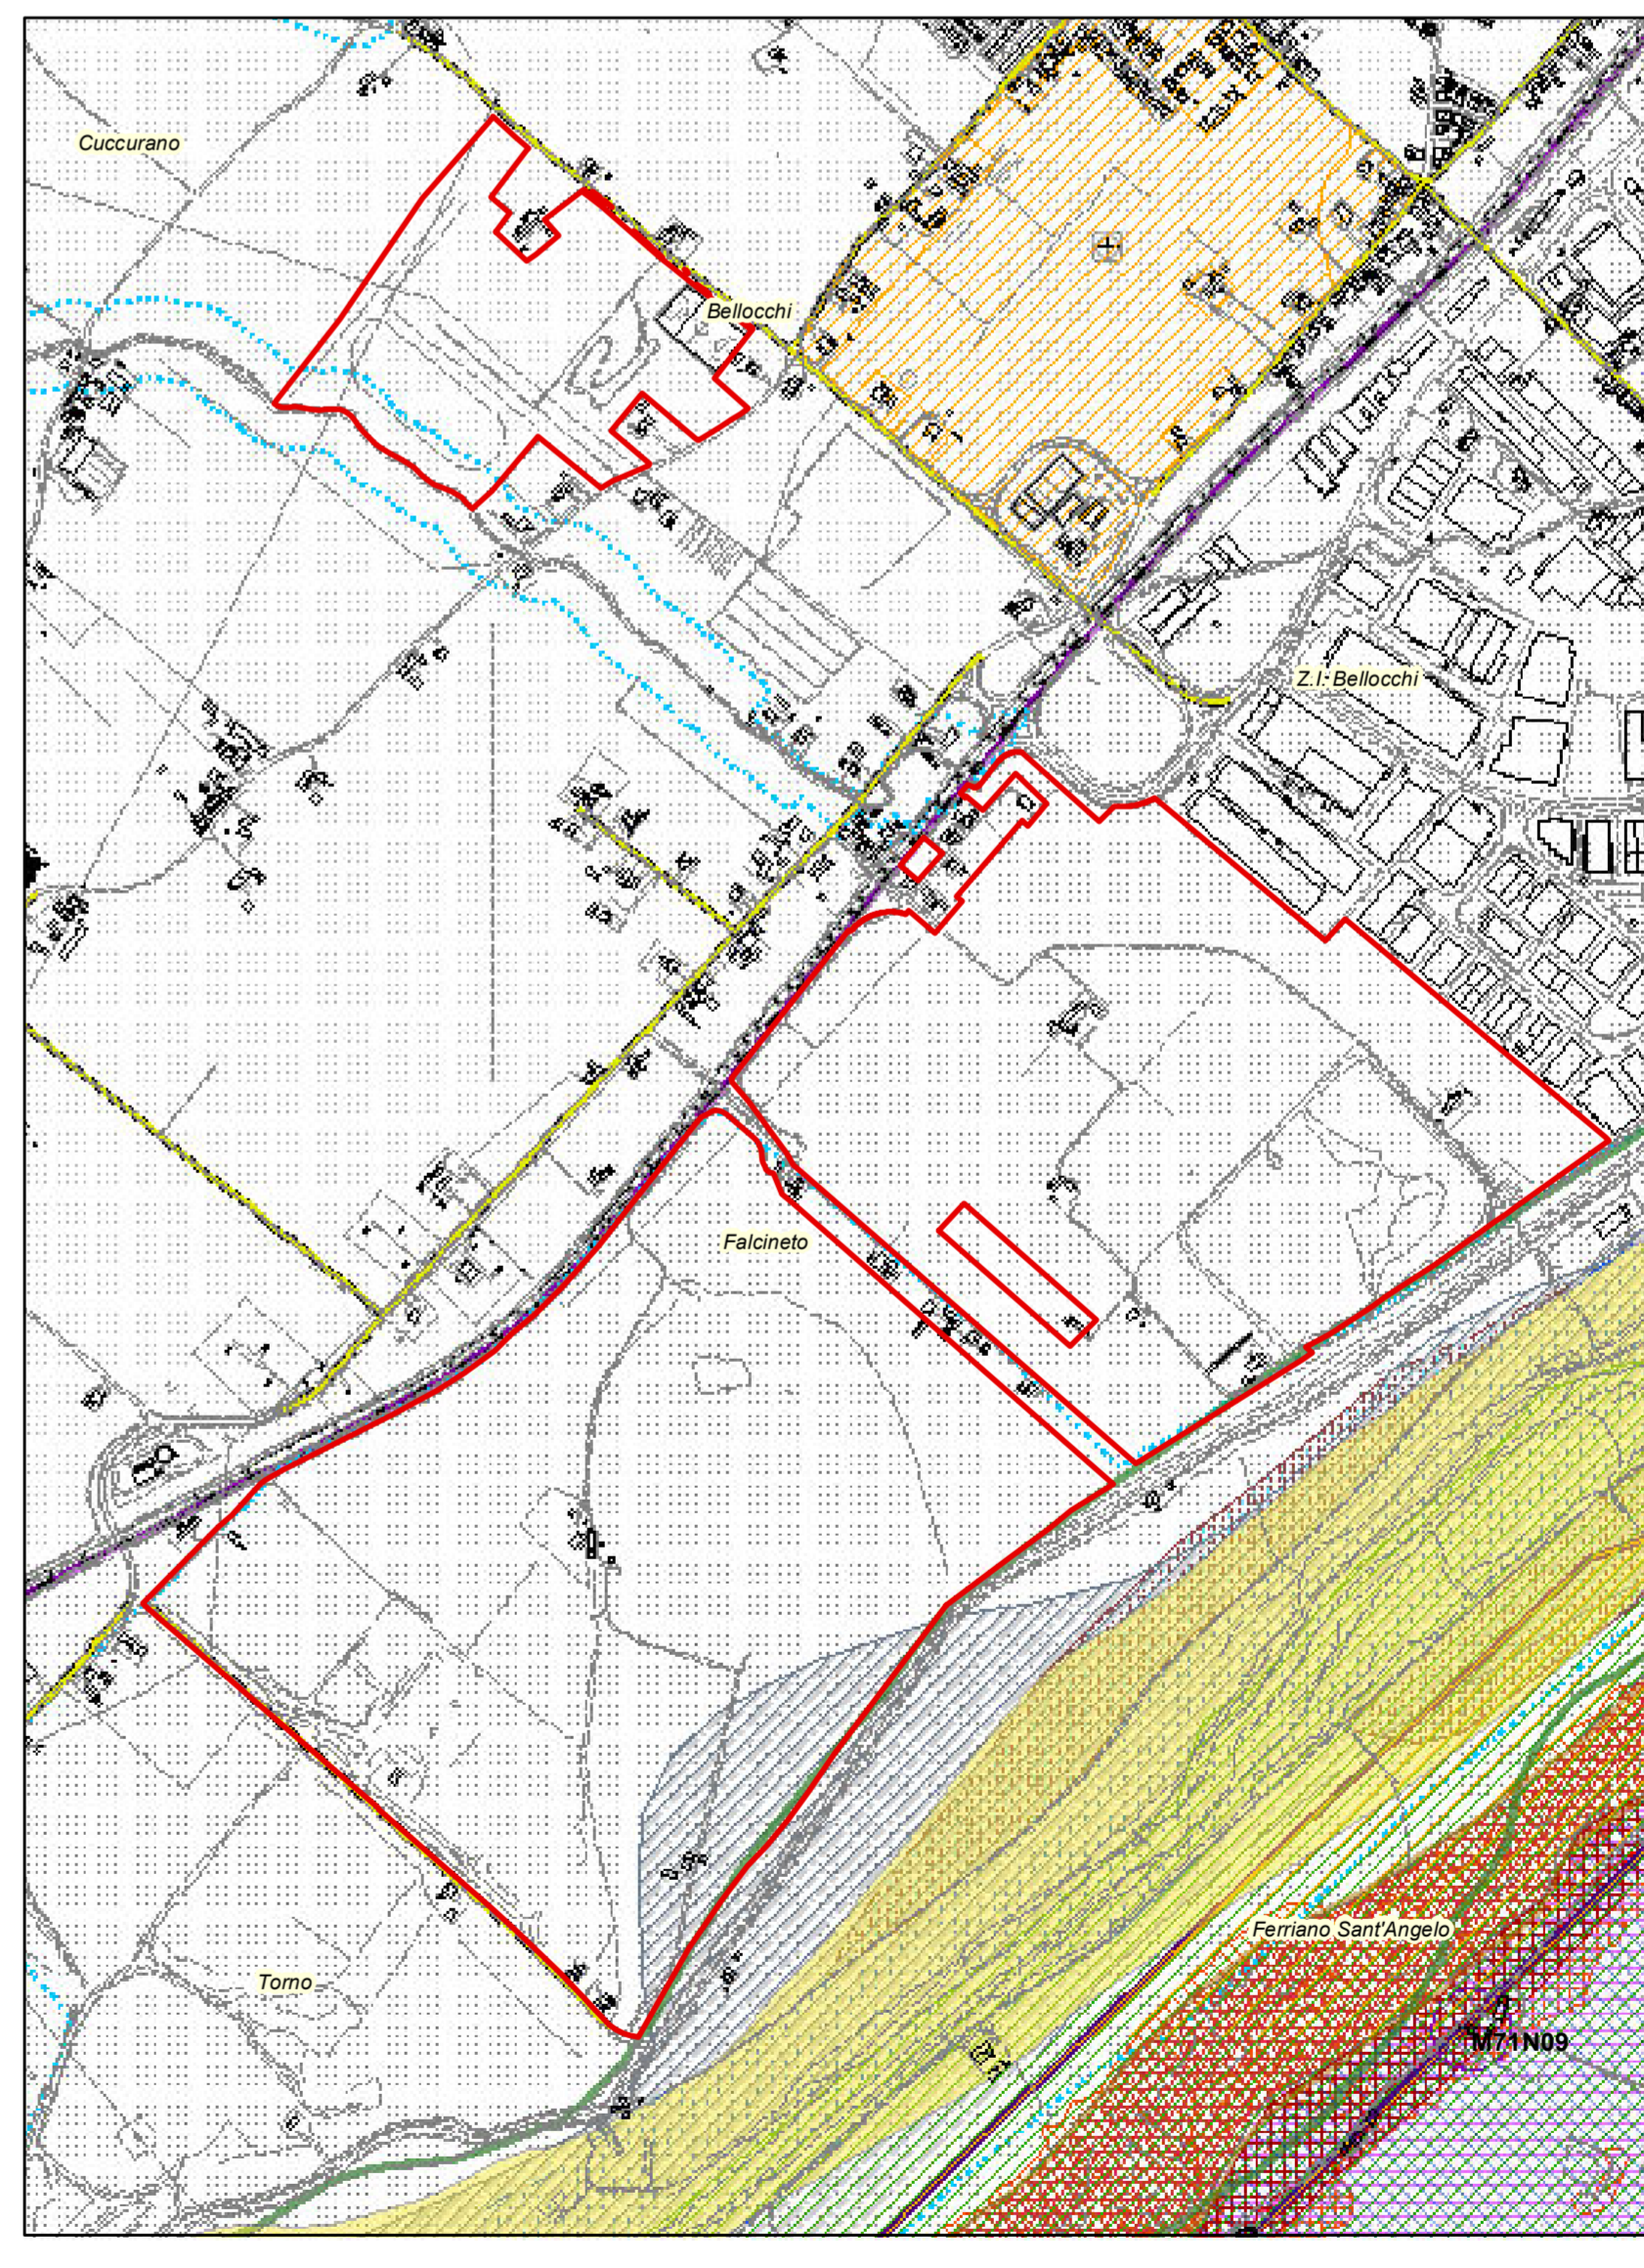 Cuccurano
Bellocchi
Z.I. Bellocchi
Falcineto
Ferriano Sant'Angelo
Torno
M71N09